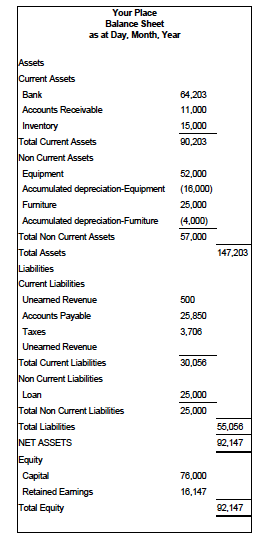 Your Place
Balance Sheet
as at Day, Month, Year
Assets
Current Assets
Bank 64,203
Accounts Receivable 11,000
Inventory 15,000
Total Current Assets 90,203
Non Current Assets
Equipment 52,000
Accumulated depreciation-Equipment (16,000)
Furniture 25,000
Accumulated depreciation-Furniture (4,000)
Total Non Current Assets 57,000
Total Assets 147,203
Liabilities
Current Liabilities
Unearned Revenue 500
Accounts Payable 25,850
Taxes 3,706
Unearned Revenue
Total Current Liabilities 30,056
Non Current Liabilities
Loan 25,000
Total Non Current Liabilities 25,000
Total Liabilities 55,056
NET ASSETS 92,147
Equity
Capital 76,000
Retained Earnings 16,147
Total Equity 92,147